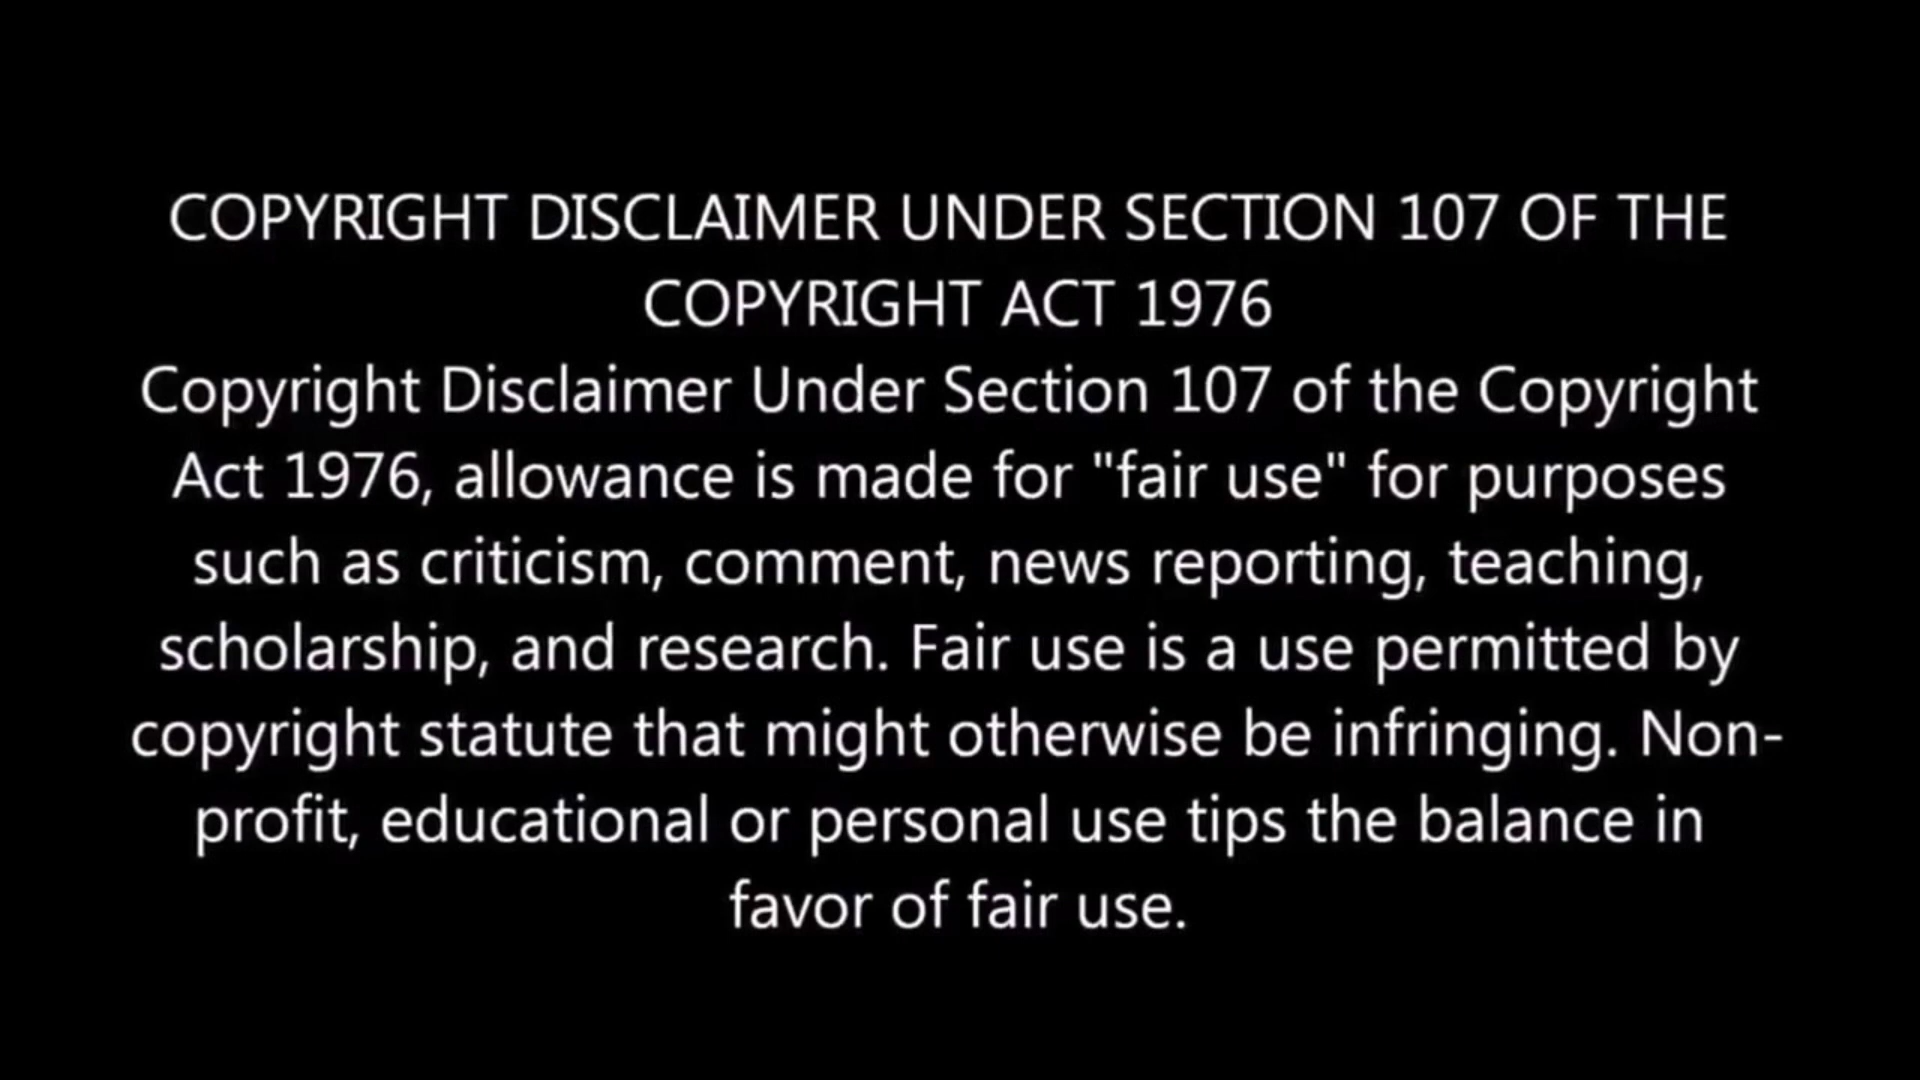 COPYRIGHT DISCLAIMER UNDER SECTION 107 OF THE
COPYRIGHT ACT 1976
Copyright Disclaimer Under Section 107 of the Copyright
Act 1976, allowance is made for "fair use" for purposes
such as criticism, comment, news reporting, teaching,
scholarship, and research. Fair use is a use permitted by
copyright statute that might otherwise be infringing. Non-
profit, educational or personal use tips the balance in
favor of fair use.